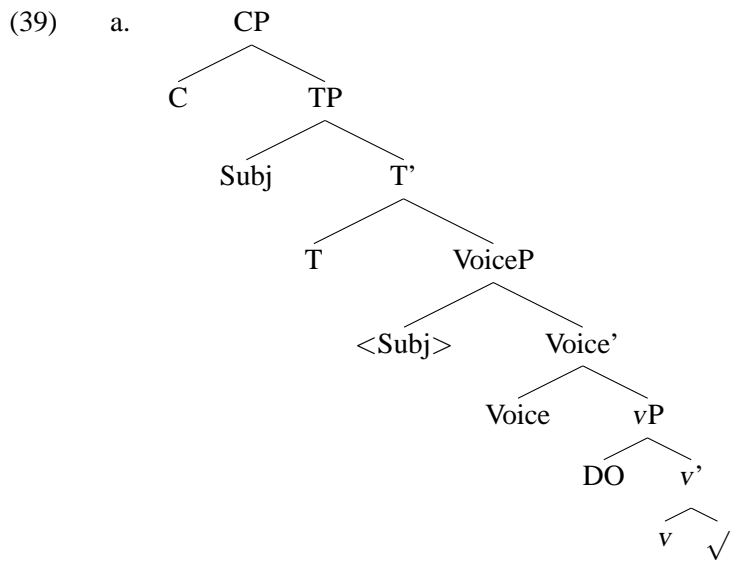 (39) a. CP
C TP
Subj T’
T VoiceP
<Subj> Voice’
Voice vP
DO v’
v √